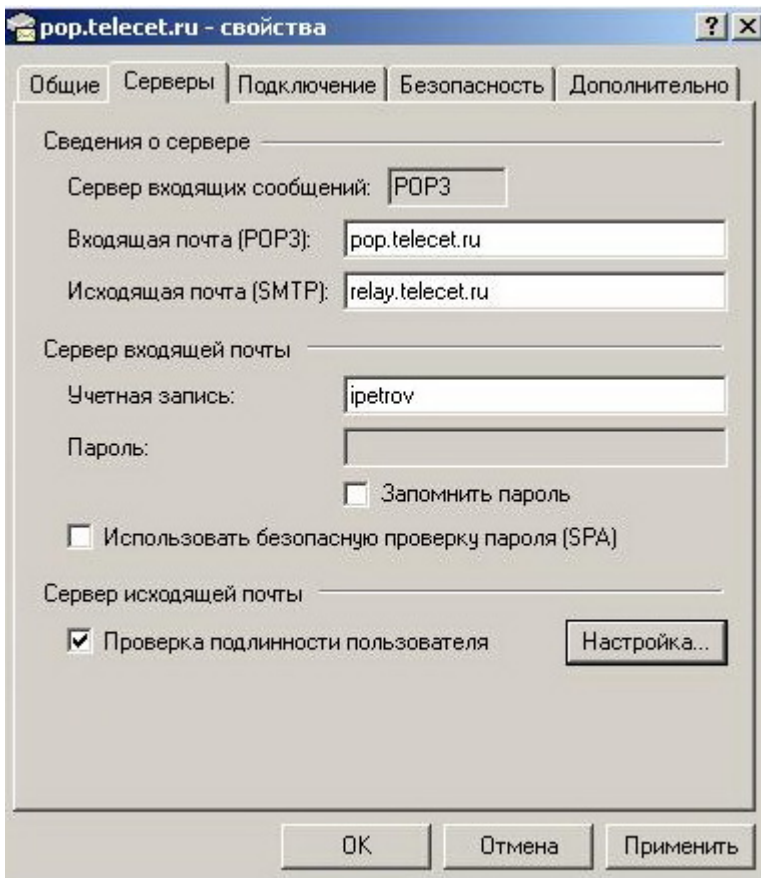 pop.telecet.ru - свойства
Общие Серверы Подключение Безопасность Дополнительно
Сведения о сервере
Сервер входящих сообщений: POP3
Входящая почта (POP3): pop.telecet.ru
Исходящая почта (SMTP): relay.telecet.ru
Сервер входящей почты
Учетная запись: ipetrov
Пароль:
Запомнить пароль
Использовать безопасную проверку пароля (SPA)
Сервер исходящей почты
Проверка подлинности пользователя Настройка...
OK Отмена Применить